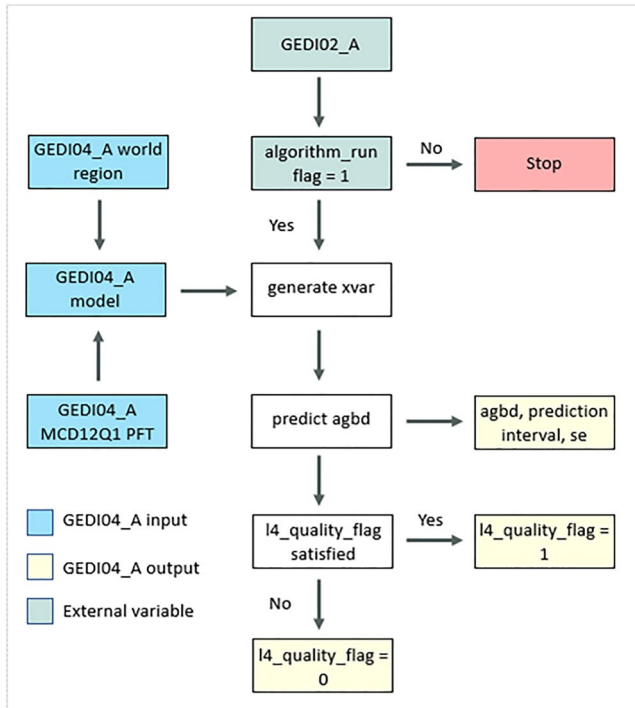 GEDI02_A
GEDI04_A world
region
algorithm_run
flag = 1
No
Stop
Yes
GEDI04_A
model
generate xvar
GEDI04_A
MCD12Q1 PFT
predict agbd
agbd, prediction
interval, se
GEDI04_A input
GEDI04_A output
External variable
l4_quality_flag
satisfied
Yes
l4_quality_flag =
1
No
l4_quality_flag =
0